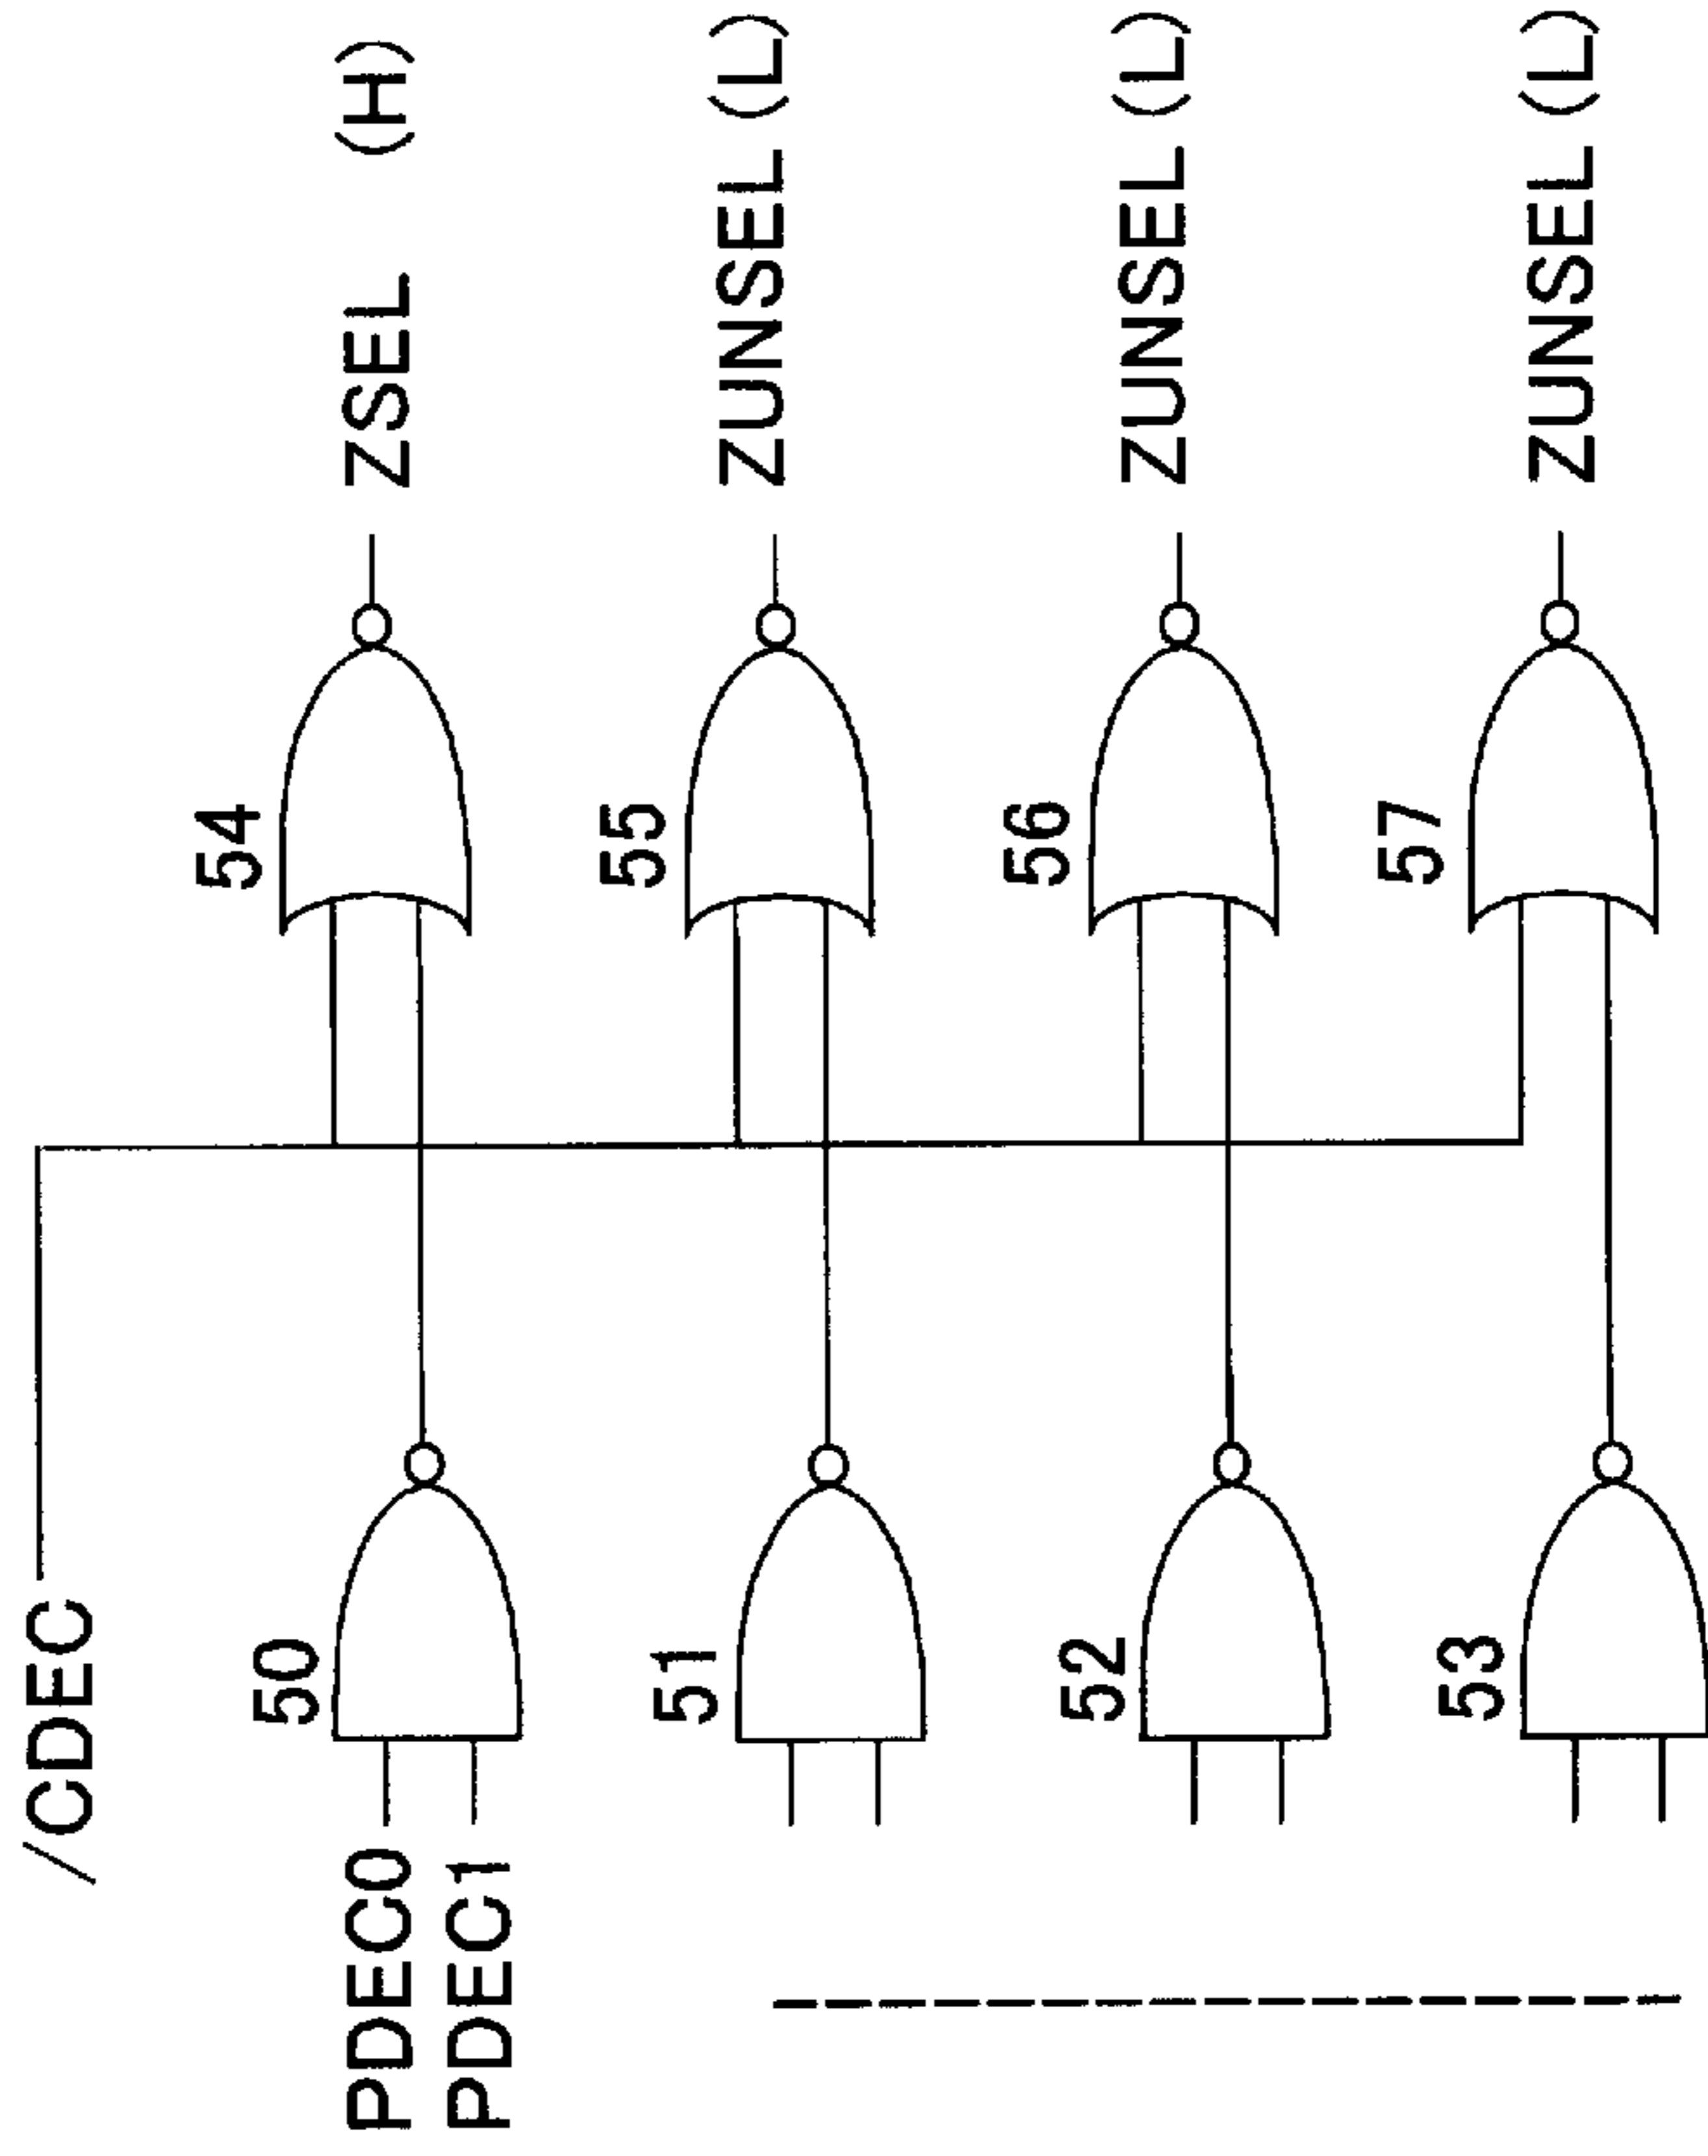 /CDEC
PDEC0
PDEC1
50
54
ZSEL (H)
51
55
ZUNSEL (L)
52
56
ZUNSEL (L)
53
57
ZUNSEL (L)